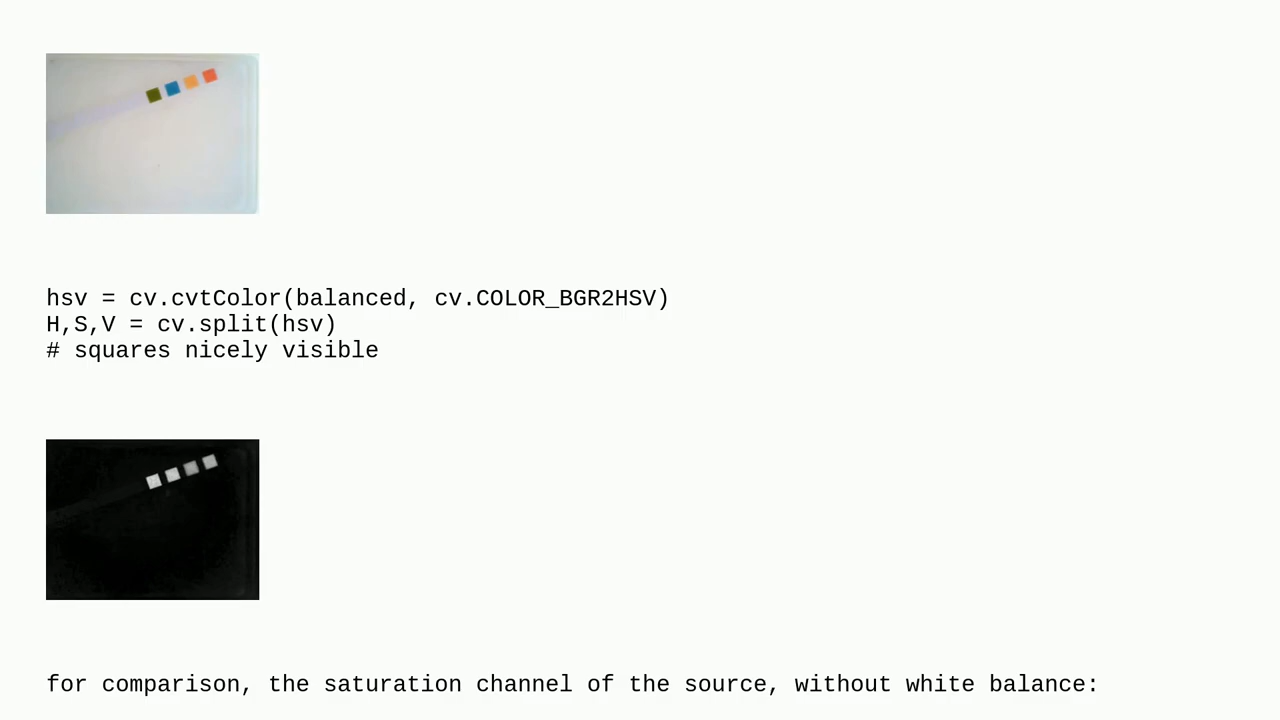 hsv = cv.cvtColor(balanced, cv.COLOR_BGR2HSV)
H,S,V = cv.split(hsv)
# squares nicely visible
for comparison, the saturation channel of the source, without white balance: